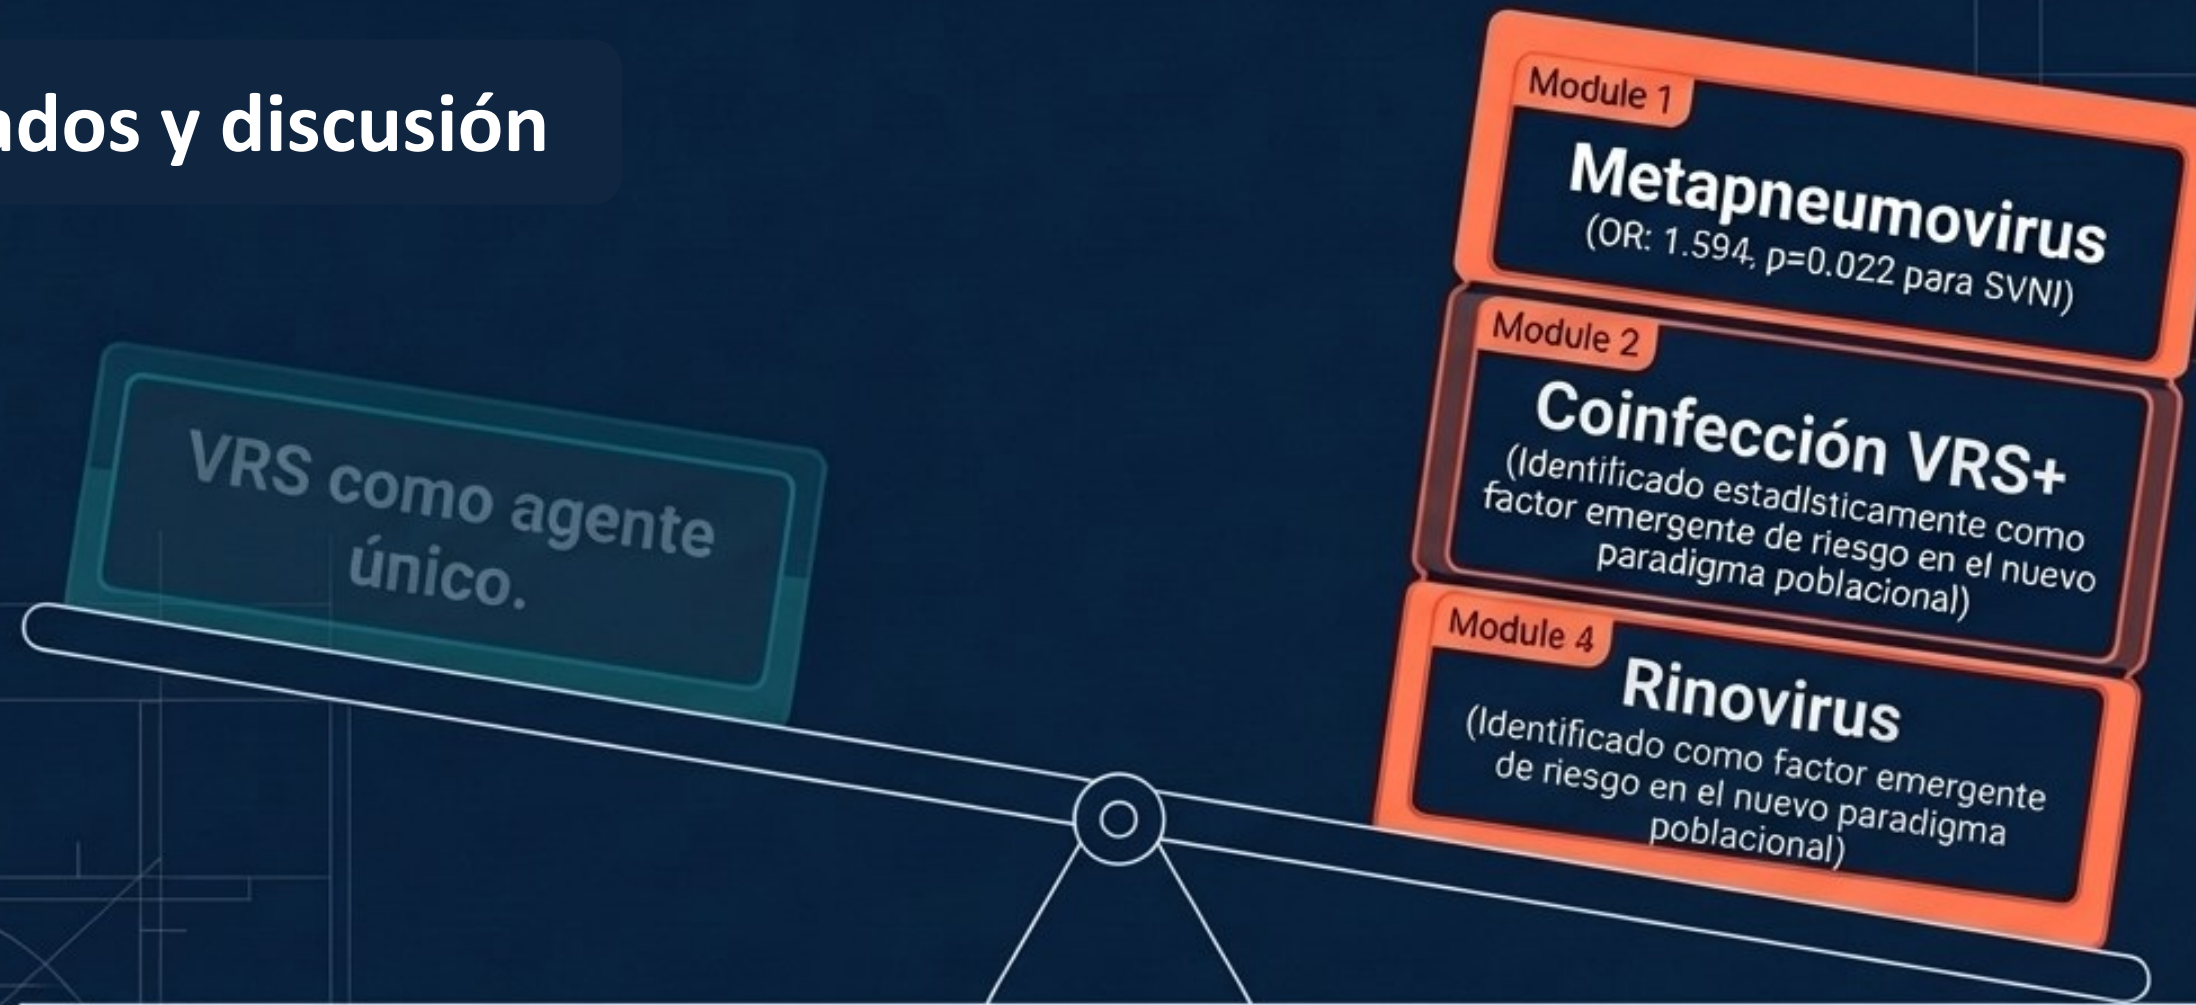 ados y discusión
VRS como agente
único.
Module 1
Metapneumovirus
(OR: 1.594, p=0.022 para SVNI)
Module 2
Coinfección VRS+
(Identificado estadIsticamente como
factor emergente de riesgo en el nuevo
paradigma poblacional)
Module 4
Rinovirus
(Identificado como factor emergente
de riesgo en el nuevo paradigma
poblacional)